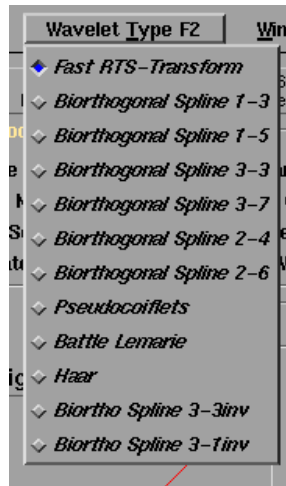 Wavelet Type F2 Win
Fast RTS-Transform
Biorthogonal Spline 1-3
Biorthogonal Spline 1-5
Biorthogonal Spline 3-3
Biorthogonal Spline 3-7
Biorthogonal Spline 2-4
Biorthogonal Spline 2-6
Pseudocoiflets
Battle Lemarie
Haar
Biortho Spline 3-3inv
Biortho Spline 3-1inv